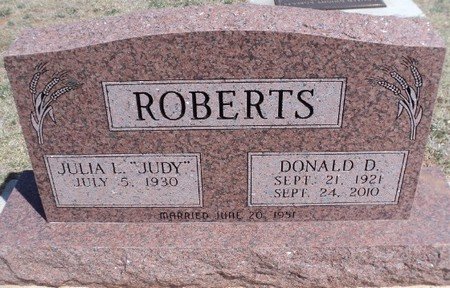 ROBERTS
JULIA L. "JUDY"
JULY 5, 1930
DONALD D.
SEPT. 21, 1921
SEPT. 24, 2010
MARRIED JUNE 20, 1951